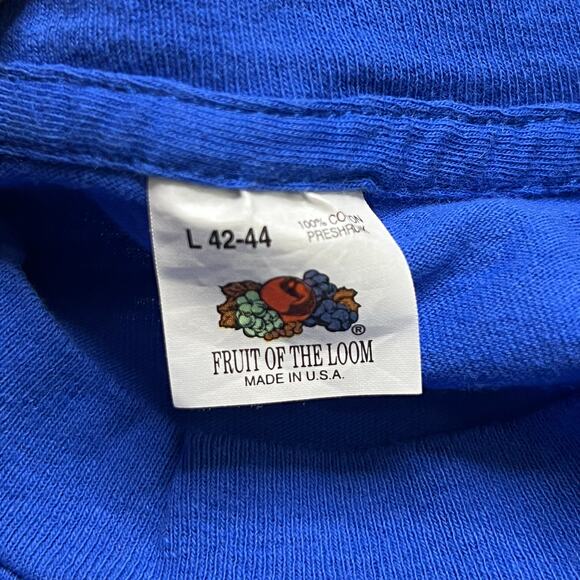 L 42-44
100% COTTON
PRESHRUNK
®
FRUIT OF THE LOOM
MADE IN U.S.A.